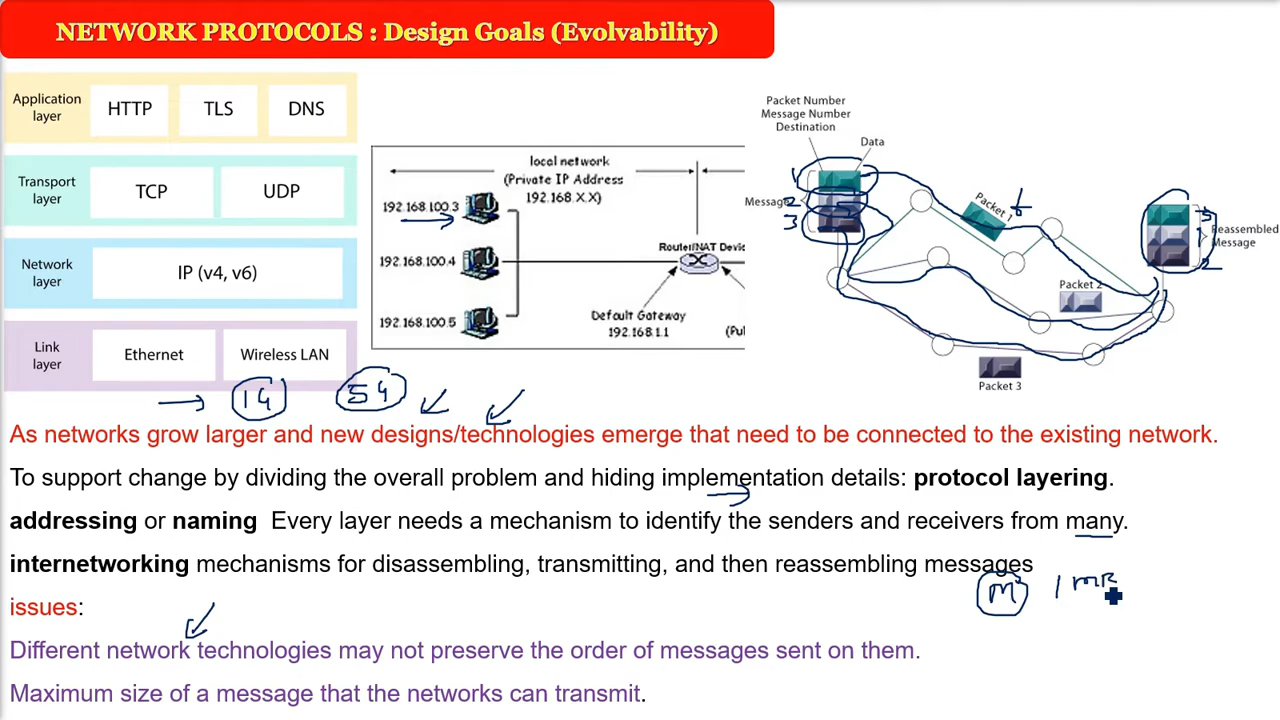 NETWORK PROTOCOLS : Design Goals (Evolvability)
Application layer
HTTP
TLS
DNS
Transport layer
TCP
UDP
Network layer
IP (v4, v6)
Link layer
Ethernet
Wireless LAN
local network
(Private IP Address
192.168.X.X)
192.168.100.3
192.168.100.4
192.168.100.5
Router/NAT Devic
Default Gateway
192.168.1.1
(Pul
Packet Number
Message Number
Destination
Data
Message
1
2
3
Packet 1
Packet 2
Packet 3
Reassembled
Message
3
1
2
As networks grow larger and new designs/technologies emerge that need to be connected to the existing network.
To support change by dividing the overall problem and hiding implementation details: protocol layering.
addressing or naming Every layer needs a mechanism to identify the senders and receivers from many.
internetworking mechanisms for disassembling, transmitting, and then reassembling messages
issues:
Different network technologies may not preserve the order of messages sent on them.
Maximum size of a message that the networks can transmit.